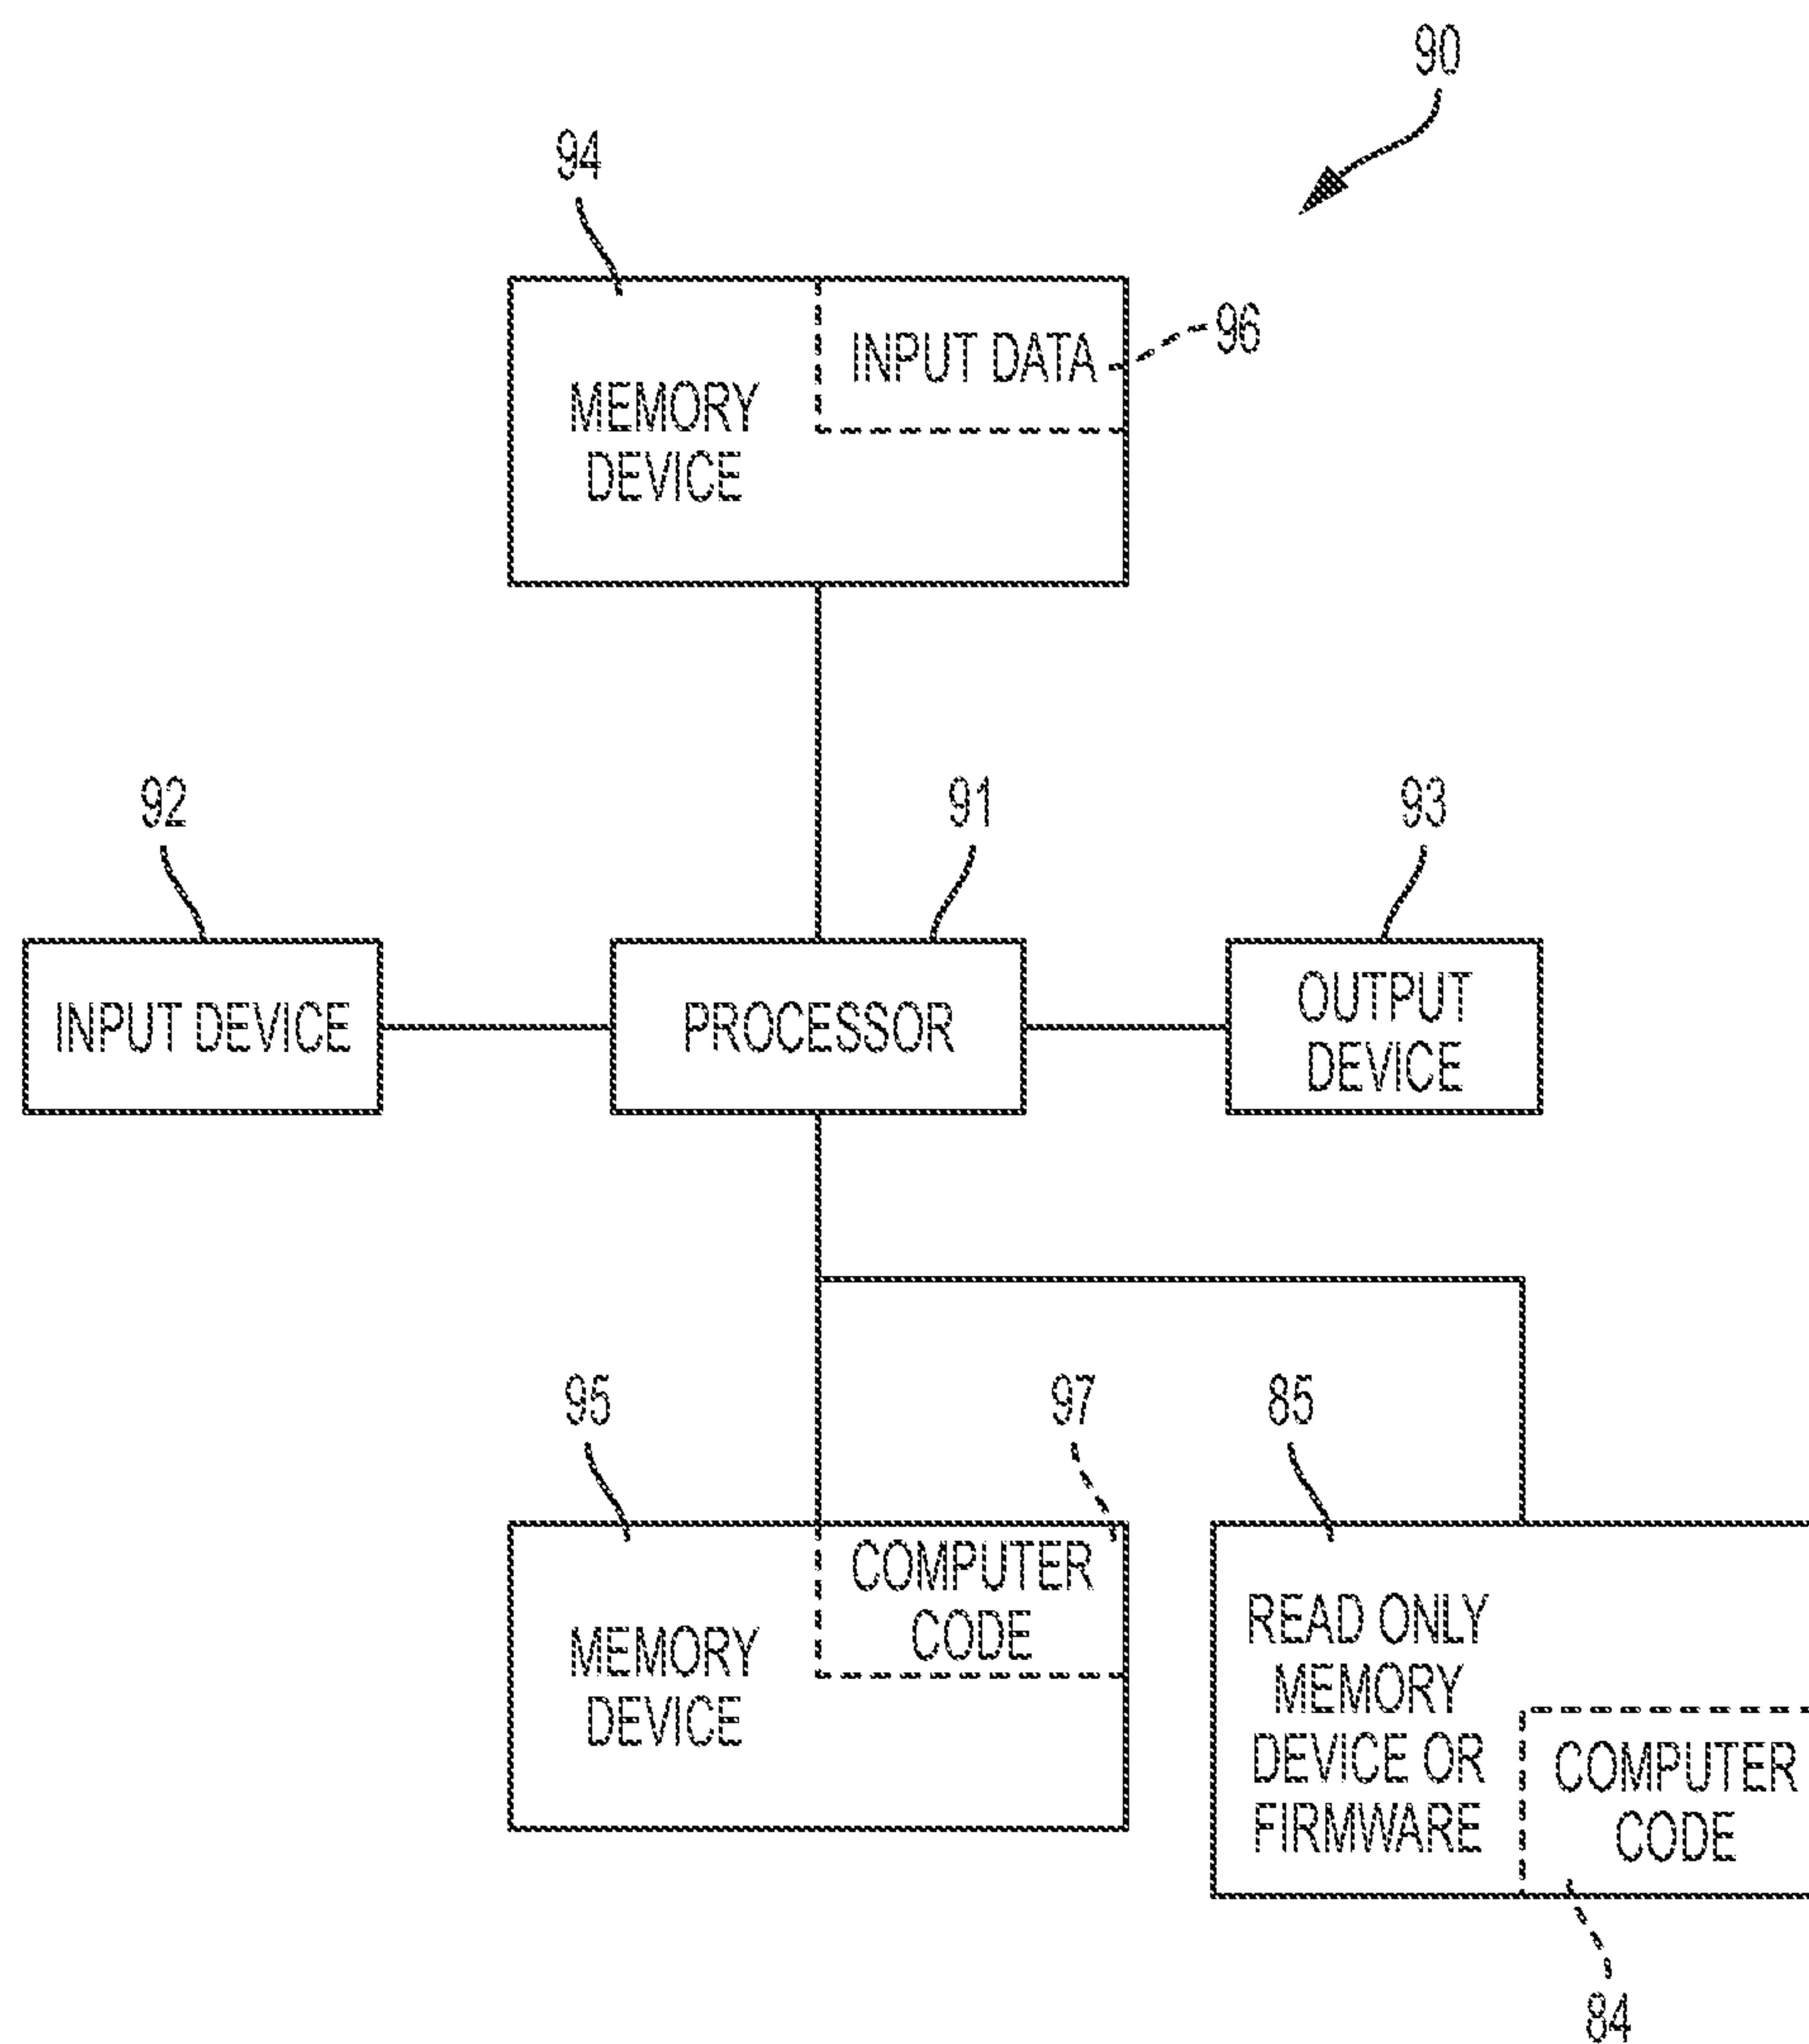 90
94
INPUT DATA
96
MEMORY
DEVICE
92
91
93
INPUT DEVICE
PROCESSOR
OUTPUT
DEVICE
95
97
85
COMPUTER
CODE
MEMORY
DEVICE
READ ONLY
MEMORY
DEVICE OR
FIRMWARE
COMPUTER
CODE
84